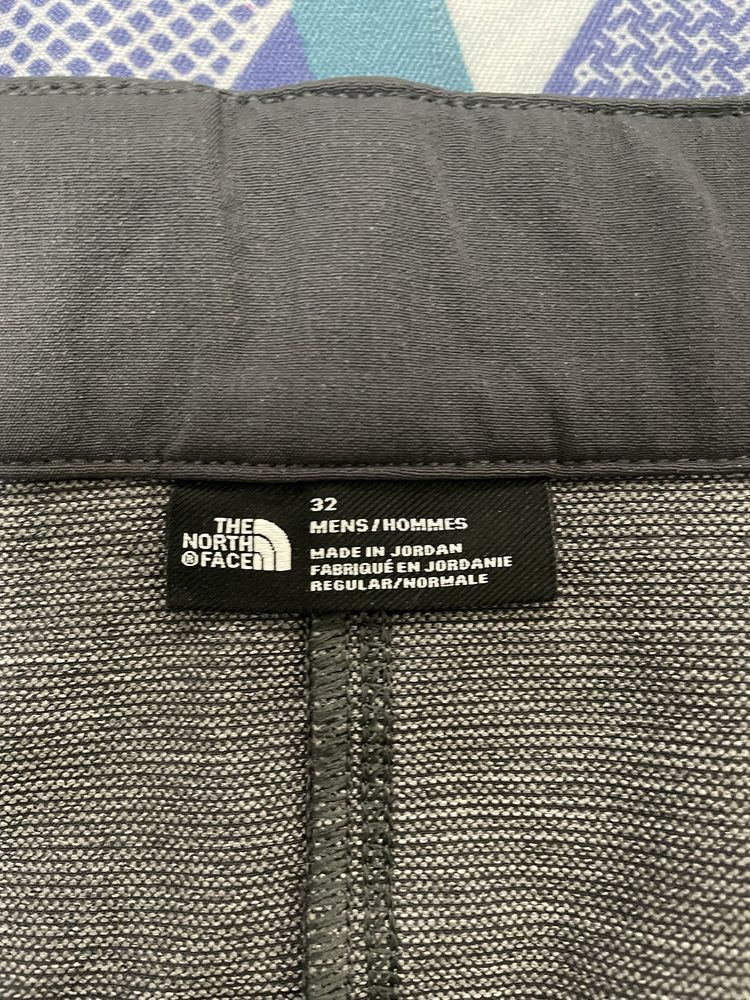 THE
NORTH
®FACE
32
MENS/HOMMES
MADE IN JORDAN
FABRIQUÉ EN JORDANIE
REGULAR/NORMALE